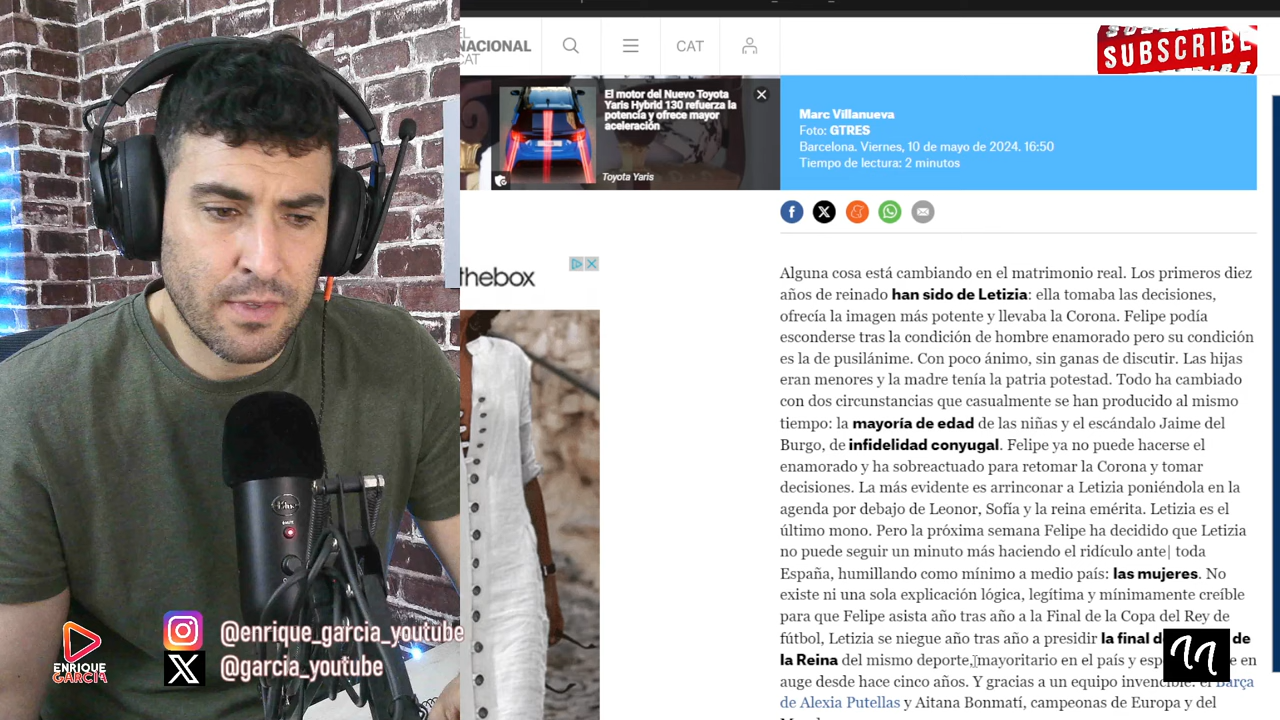 EL
NACIONAL
CAT
CAT
SUBSCRIBE
El motor del Nuevo Toyota
Yaris Hybrid 130 refuerza la
potencia y ofrece mayor
aceleración
Toyota Yaris
Marc Villanueva
Foto: GTRES
Barcelona. Viernes, 10 de mayo de 2024. 16:50
Tiempo de lectura: 2 minutos
thebox
Alguna cosa está cambiando en el matrimonio real. Los primeros diez
años de reinado han sido de Letizia: ella tomaba las decisiones,
ofrecía la imagen más potente y llevaba la Corona. Felipe podía
esconderse tras la condición de hombre enamorado pero su condición
es la de pusilánime. Con poco ánimo, sin ganas de discutir. Las hijas
eran menores y la madre tenía la patria potestad. Todo ha cambiado
con dos circunstancias que casualmente se han producido al mismo
tiempo: la mayoría de edad de las niñas y el escándalo Jaime del
Burgo, de infidelidad conyugal. Felipe ya no puede hacerse el
enamorado y ha sobreactuado para retomar la Corona y tomar
decisiones. La más evidente es arrinconar a Letizia poniéndola en la
agenda por debajo de Leonor, Sofía y la reina emérita. Letizia es el
último mono. Pero la próxima semana Felipe ha decidido que Letizia
no puede seguir un minuto más haciendo el ridículo ante toda
España, humillando como mínimo a medio país: las mujeres. No
existe ni una sola explicación lógica, legítima y mínimamente creíble
para que Felipe asista año tras año a la Final de la Copa del Rey de
fútbol, Letizia se niegue año tras año a presidir la final de
la Reina del mismo deporte, mayoritario en el país y en
auge desde hace cinco años. Y gracias a un equipo invencible: el Barça
de Alexia Putellas y Aitana Bonmatí, campeonas de Europa y del
@enrique_garcia_youtube
@garcia_youtube
ENRIQUE
GARCIA